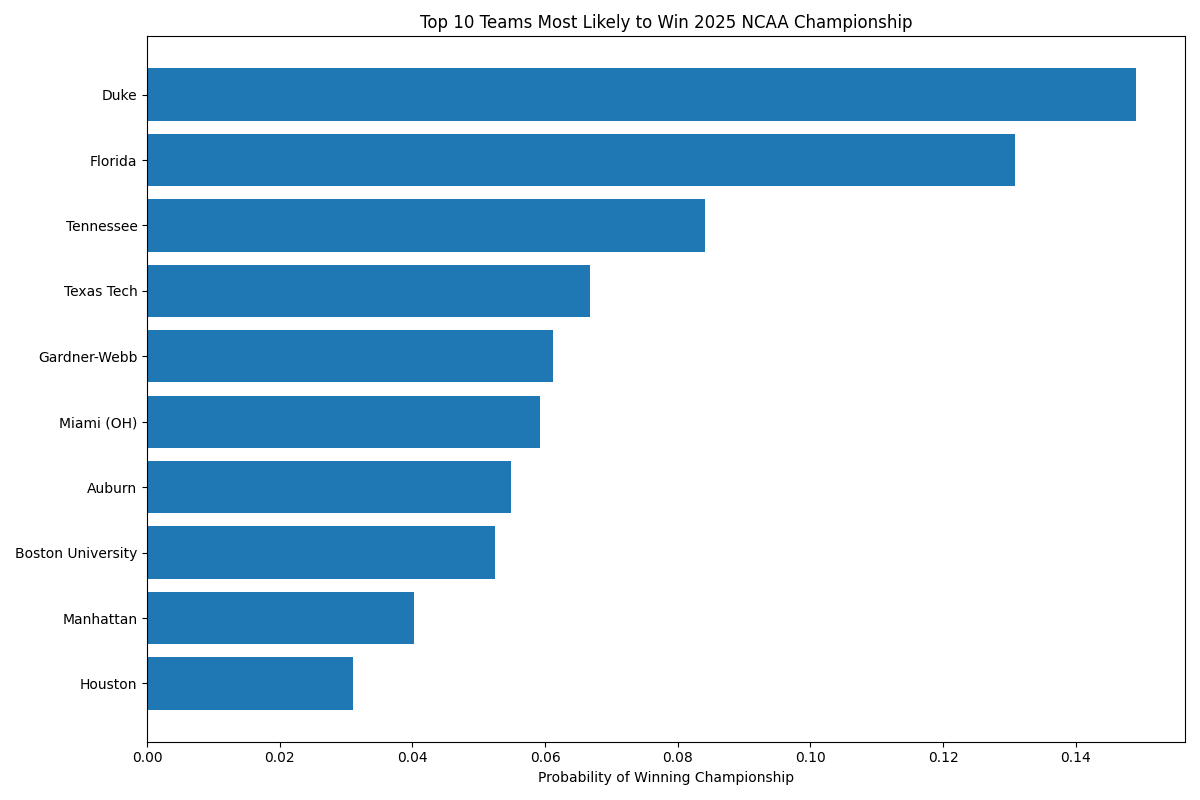 Top 10 Teams Most Likely to Win 2025 NCAA Championship
Duke
Florida
Tennessee
Texas Tech
Gardner-Webb
Miami (OH)
Auburn
Boston University
Manhattan
Houston
0.00 0.02 0.04 0.06 0.08 0.10 0.12 0.14
Probability of Winning Championship